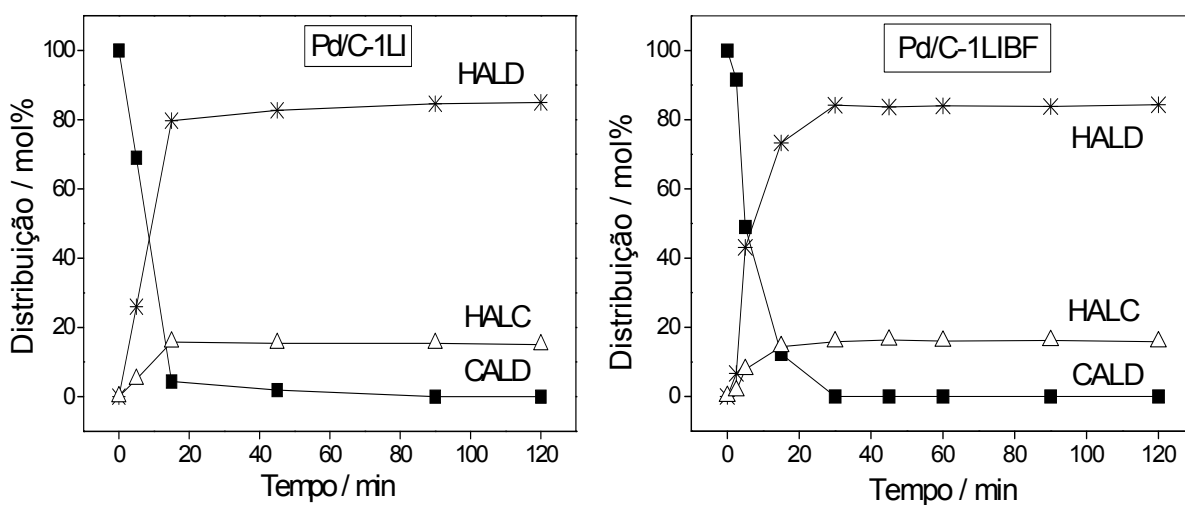 Pd/C-1LI
HALD
HALC
CALD
Distribuição / mol%
100
80
60
40
20
0
0 20 40 60 80 100 120
Tempo / min
Pd/C-1LIBF
HALD
HALC
CALD
Distribuição / mol%
100
80
60
40
20
0
0 20 40 60 80 100 120
Tempo / min